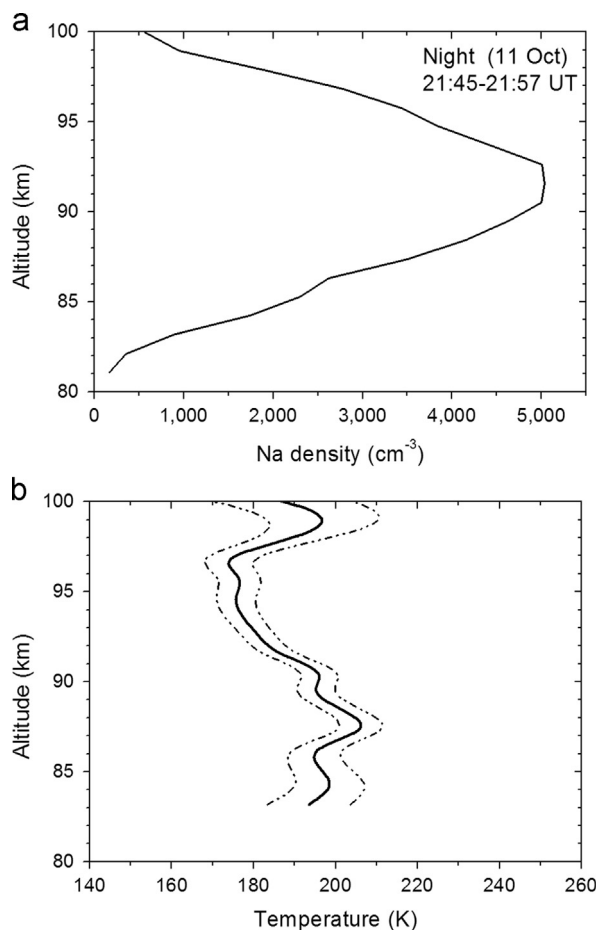 a
100
95
90
85
80
Altitude (km)
Night (11 Oct)
21:45-21:57 UT
0 1,000 2,000 3,000 4,000 5,000
Na density (cm⁻³)
b
100
95
90
85
80
Altitude (km)
140 160 180 200 220 240 260
Temperature (K)